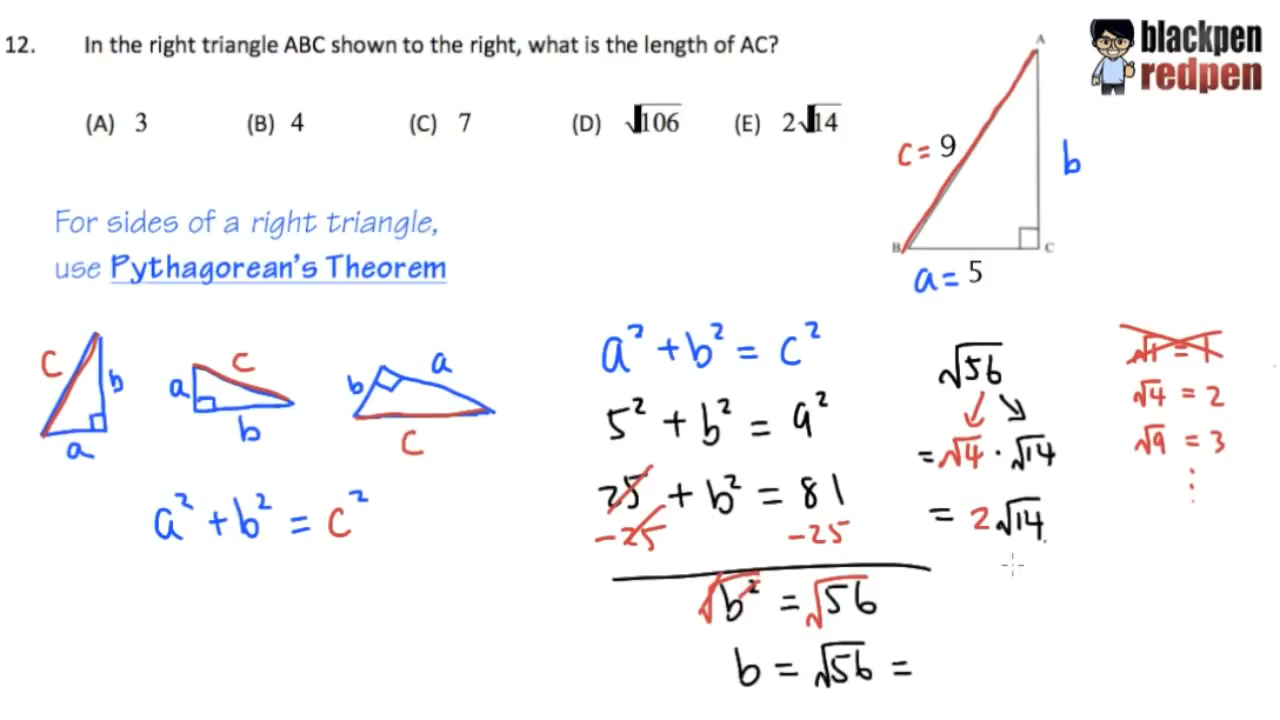 12. In the right triangle ABC shown to the right, what is the length of AC?
(A) 3 (B) 4 (C) 7 (D) √106 (E) 2√14
blackpen
redpen
A
c = 9
b
B
C
a = 5
For sides of a right triangle,
use Pythagorean's Theorem
c
b
a
a
c
b
b
a
c
a² + b² = c²
a² + b² = c²
5² + b² = 9²
25 + b² = 81
-25 -25
√b² = √56
b = √56 =
√56
= √4 · √14
= 2√14
√1 = 1
√4 = 2
√9 = 3
⋮